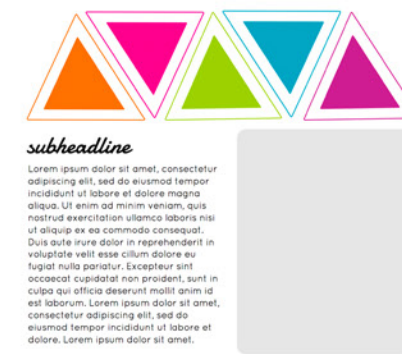 subheadline
Lorem ipsum dolor sit amet, consectetur
adipiscing elit, sed do eiusmod tempor
incididunt ut labore et dolore magna
aliqua. Ut enim ad minim veniam, quis
nostrud exercitation ullamco laboris nisi
ut aliquip ex ea commodo consequat.
Duis aute irure dolor in reprehenderit in
voluptate velit esse cillum dolore eu
fugiat nulla pariatur. Excepteur sint
occaecat cupidatat non proident, sunt in
culpa qui officia deserunt mollit anim id
est laborum. Lorem ipsum dolor sit amet,
consectetur adipiscing elit, sed do
eiusmod tempor incididunt ut labore et
dolore. Lorem ipsum dolor sit amet.